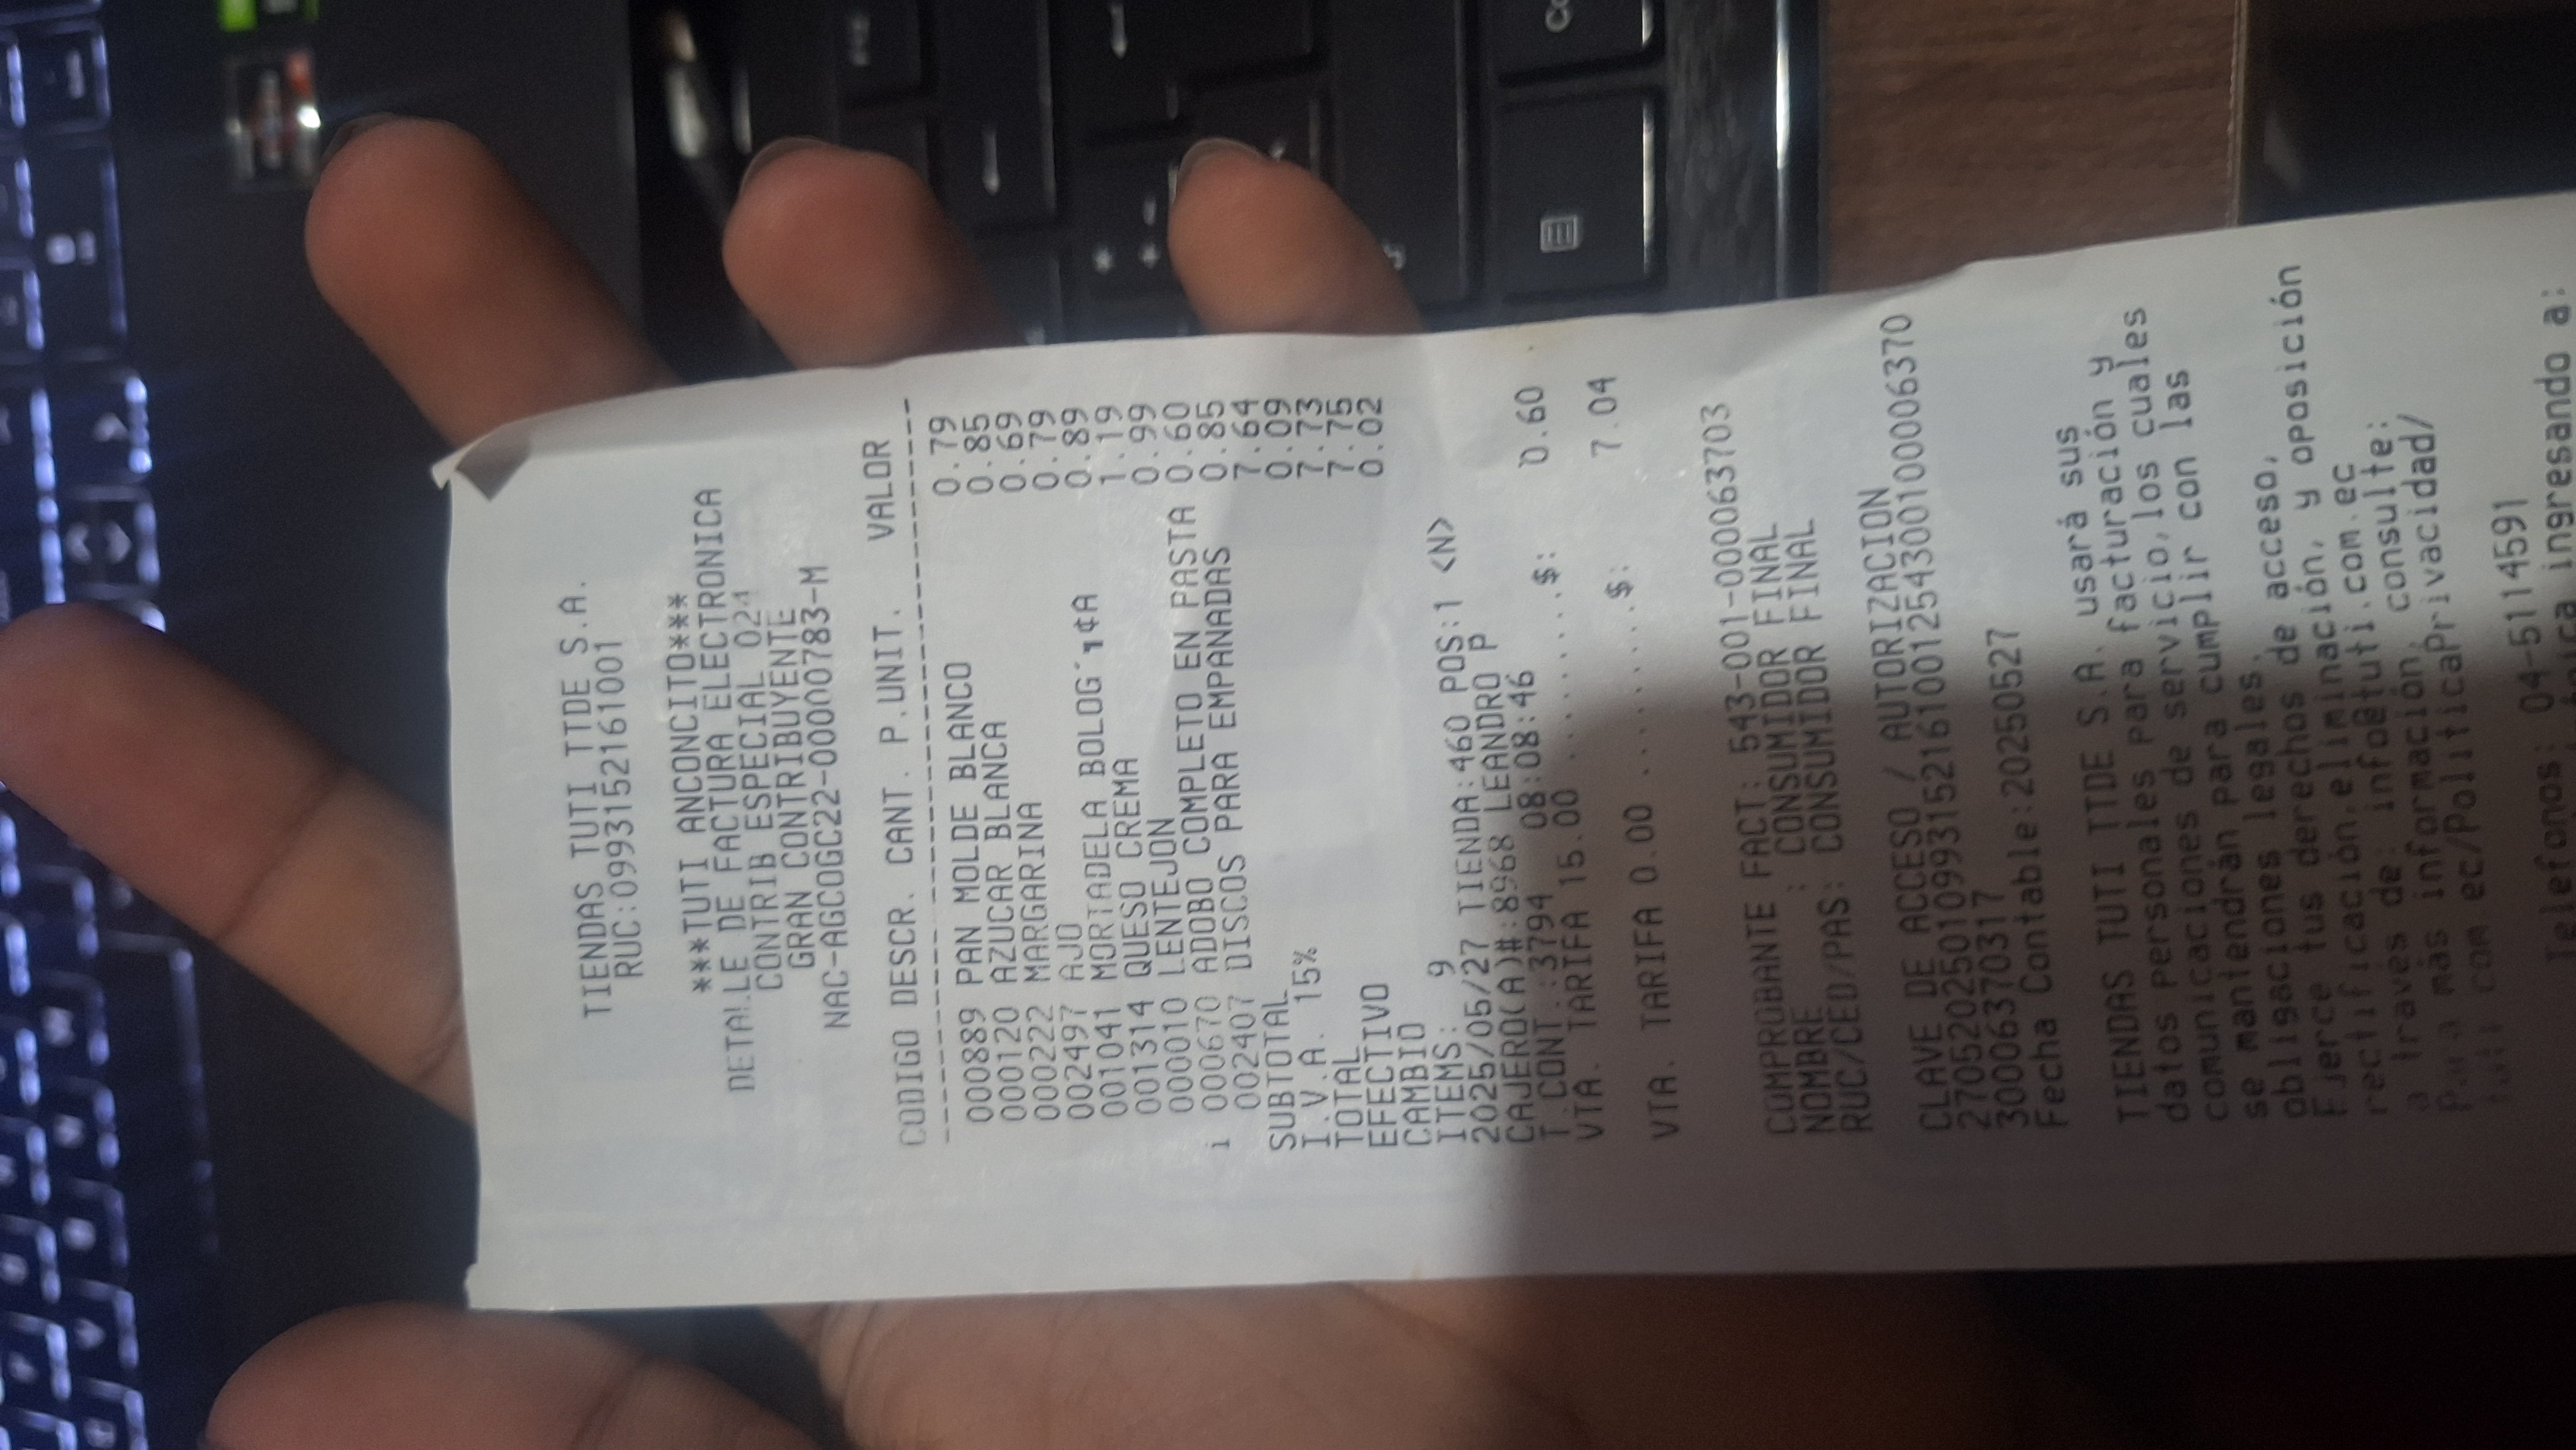 TIENDAS TUTI TTDE S.A.
RUC:0993152161001
***TUTI ANCONCITO***
DETALLE DE FACTURA ELECTRONICA
CONTRIB ESPECIAL 024
GRAN CONTRIBUYENTE
NAC-AGCOGC22-00000783-M
CODIGO DESCR. CANT. P.UNIT. VALOR
000889 PAN MOLDE BLANCO 0.79
000120 AZUCAR BLANCA 0.85
000222 MARGARINA 0.69
002497 AJO 0.79
001041 MORTADELA BOLOG´┑¢A 0.89
001314 QUESO CREMA 1.19
000010 LENTEJON 0.99
i 000670 ADOBO COMPLETO EN PASTA 0.60
002407 DISCOS PARA EMPANADAS 0.85
SUBTOTAL 7.64
I.V.A. 15% 0.09
TOTAL 7.73
EFECTIVO 7.75
CAMBIO 0.02
ITEMS: 9
2025/05/27 TIENDA:460 POS:1 <N>
CAJERO(A)#:8968 LEANDRO P
T.CONT.:3794 08:08:46
VTA. TARIFA 15.00 ........$: 0.60
VTA. TARIFA 0.00 .........$: 7.04
COMPROBANTE FACT: 543-001-000063703
NOMBRE : CONSUMIDOR FINAL
RUC/CED/PAS: CONSUMIDOR FINAL
CLAVE DE ACCESO / AUTORIZACION
27052025010993152161001254300100006370
30006370317
Fecha Contable:20250527
TIENDAS TUTI TTDE S.A. usará sus
datos personales para facturación y
comunicaciones de servicio,los cuales
se mantendrán para cumplir con las
obligaciones legales.
Ejerce tus derechos de acceso,
rectificación,eliminación, y oposición
a traves de: info@tuti.com.ec
Para más información, consulte:
tuti.com.ec/PoliticaPrivacidad/
Telefonos: 04-5114591
ingresando a: